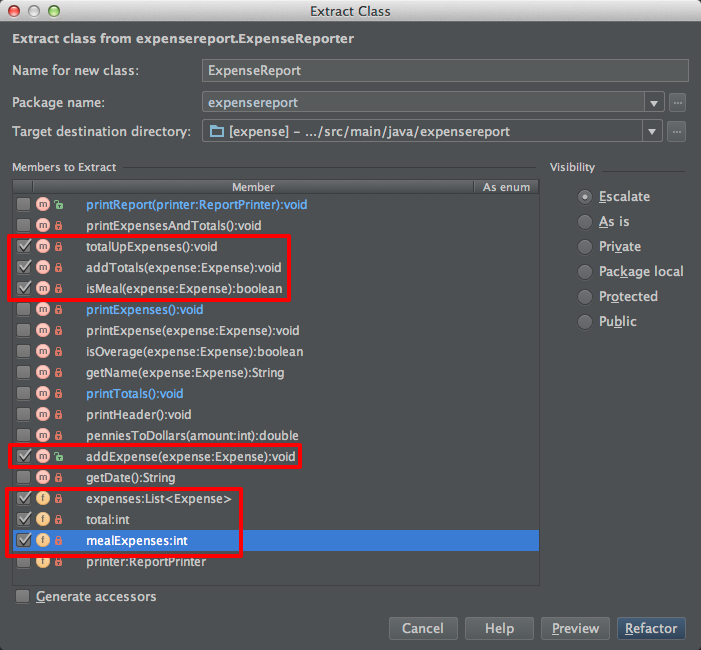 Extract Class
Extract class from expensereport.ExpenseReporter
Name for new class: ExpenseReport
Package name: expensereport ...
Target destination directory: [expense] – .../src/main/java/expensereport ...
Members to Extract
Member As enum
m printReport(printer:ReportPrinter):void
m printExpensesAndTotals():void
m totalUpExpenses():void
m addTotals(expense:Expense):void
m isMeal(expense:Expense):boolean
m printExpenses():void
m printExpense(expense:Expense):void
m isOverage(expense:Expense):boolean
m getName(expense:Expense):String
m printTotals():void
m printHeader():void
m penniesToDollars(amount:int):double
m addExpense(expense:Expense):void
m getDate():String
f expenses:List<Expense>
f total:int
f mealExpenses:int
f printer:ReportPrinter
Generate accessors
Visibility
Escalate
As is
Private
Package local
Protected
Public
Cancel Help Preview Refactor